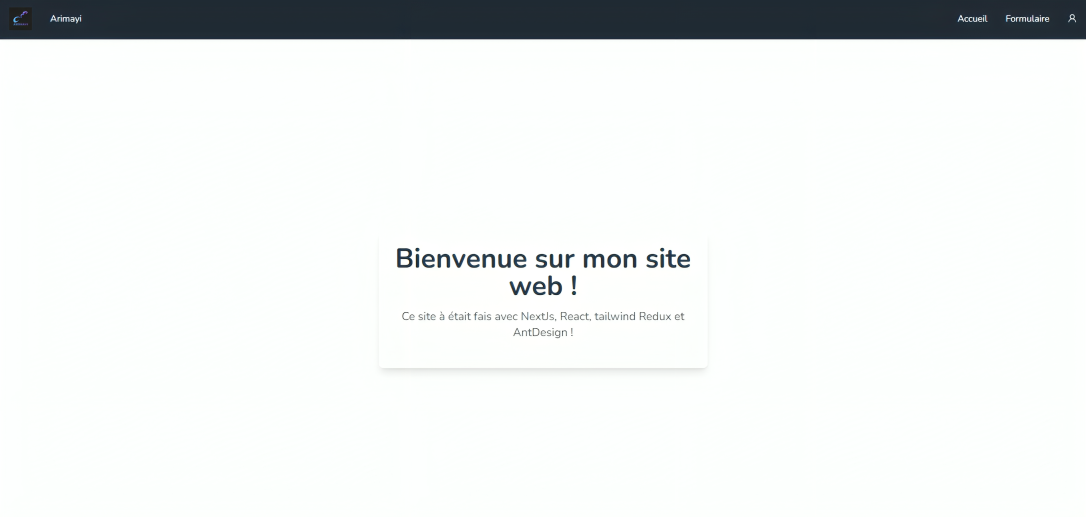 Arimayi
Accueil
Formulaire
Bienvenue sur mon site
web !
Ce site à était fais avec NextJs, React, tailwind Redux et
AntDesign !